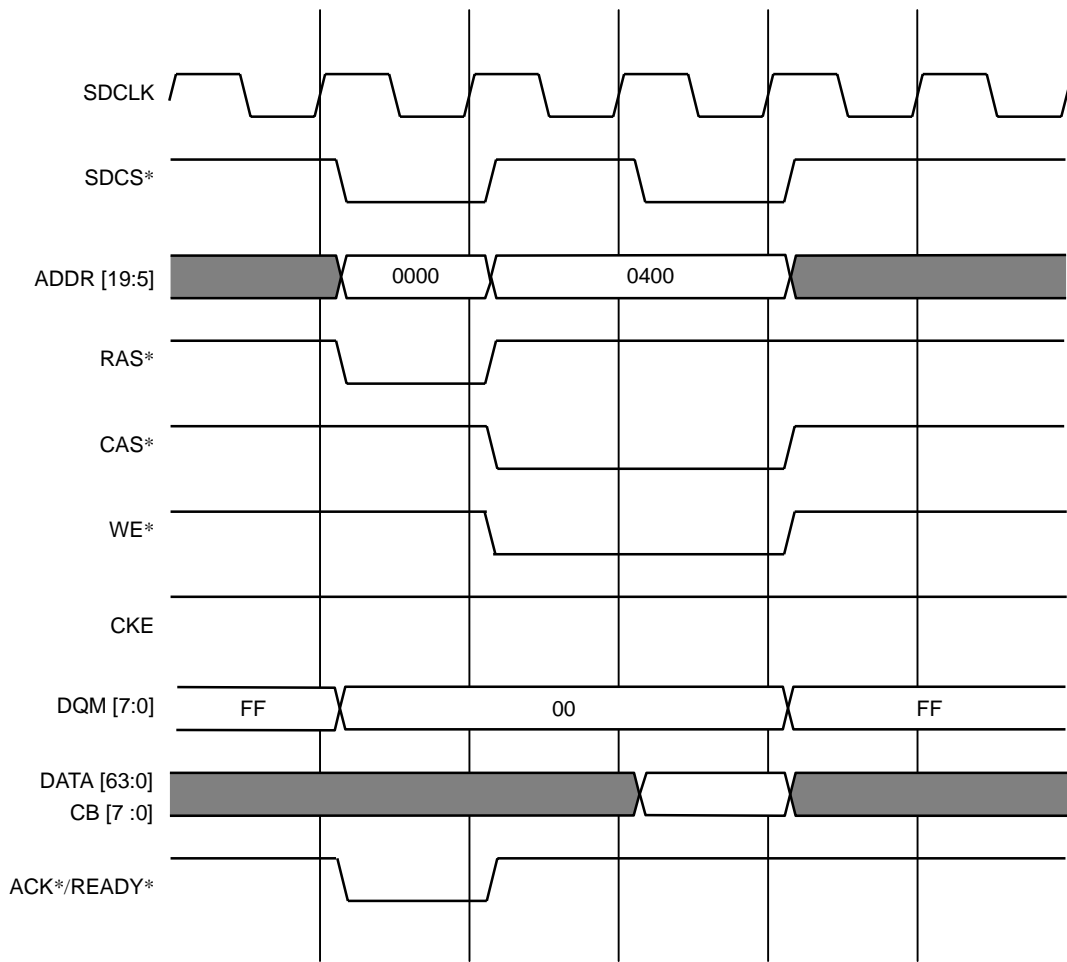 SDCLK
SDCS*
ADDR [19:5]
0000
0400
RAS*
CAS*
WE*
CKE
DQM [7:0]
FF
00
FF
DATA [63:0]
CB [7 :0]
ACK*/READY*